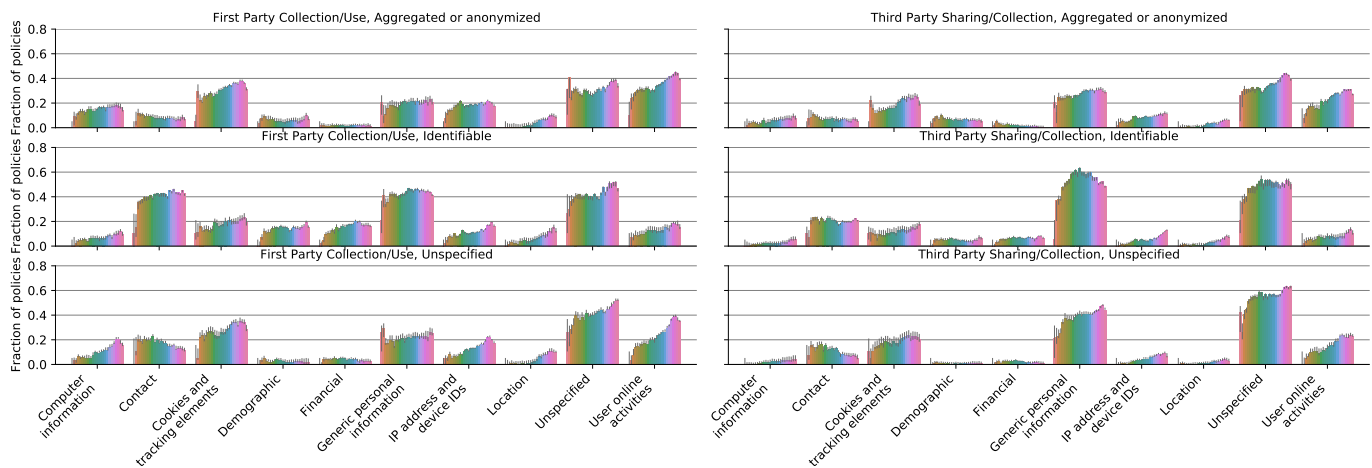 First Party Collection/Use, Aggregated or anonymized
Third Party Sharing/Collection, Aggregated or anonymized
Fraction of policies
0.8
0.6
0.4
0.2
0.0
First Party Collection/Use, Identifiable
Third Party Sharing/Collection, Identifiable
Fraction of policies
0.8
0.6
0.4
0.2
0.0
First Party Collection/Use, Unspecified
Third Party Sharing/Collection, Unspecified
Fraction of policies
0.8
0.6
0.4
0.2
0.0
Computer
information
Contact
Cookies and
tracking elements
Demographic
Financial
Generic personal
information
IP address and
device IDs
Location
Unspecified
User online
activities
Computer
information
Contact
Cookies and
tracking elements
Demographic
Financial
Generic personal
information
IP address and
device IDs
Location
Unspecified
User online
activities